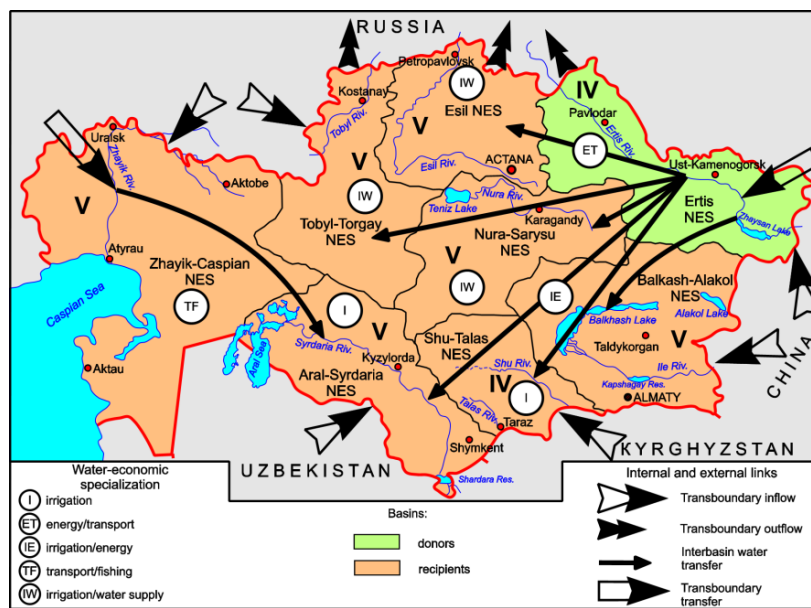 RUSSIA
Petropavlovsk
Kostanay
IW
Esil NES
IV
Pavlodar
Tobyl Riv.
Ertis Riv.
V
ET
Uralsk
Zhayik Riv.
Aktobe
V
Esil Riv.
ACTANA
Ust-Kamenogorsk
V
IW
Teniz Lake
Nura Riv.
Karagandy
Ertis
NES
Zhaysan Lake
Tobyl-Torgay
NES
V
Nura-Sarysu
NES
Atyrau
Zhayik-Caspian
NES
TF
IW
IE
Balkash-Alakol
NES
Alakol Lake
Caspian Sea
I
V
Balkhash Lake
V
Aral Sea
Syrdaria Riv.
Shu-Talas
NES
Taldykorgan
Aktau
Kyzylorda
Shu Riv.
Ile Riv.
CHINA
Aral-Syrdaria
NES
IV
I
Kapshagay Res.
Talas Riv.
Taraz
ALMATY
Shymkent
UZBEKISTAN
KYRGHYZSTAN
Shardara Res.
Water-economic
specialization
I irrigation
ET energy/transport
IE irrigation/energy
TF transport/fishing
IW irrigation/water supply
Basins:
donors
recipients
Internal and external links
Transboundary inflow
Transboundary outflow
Interbasin water
transfer
Transboundary
transfer